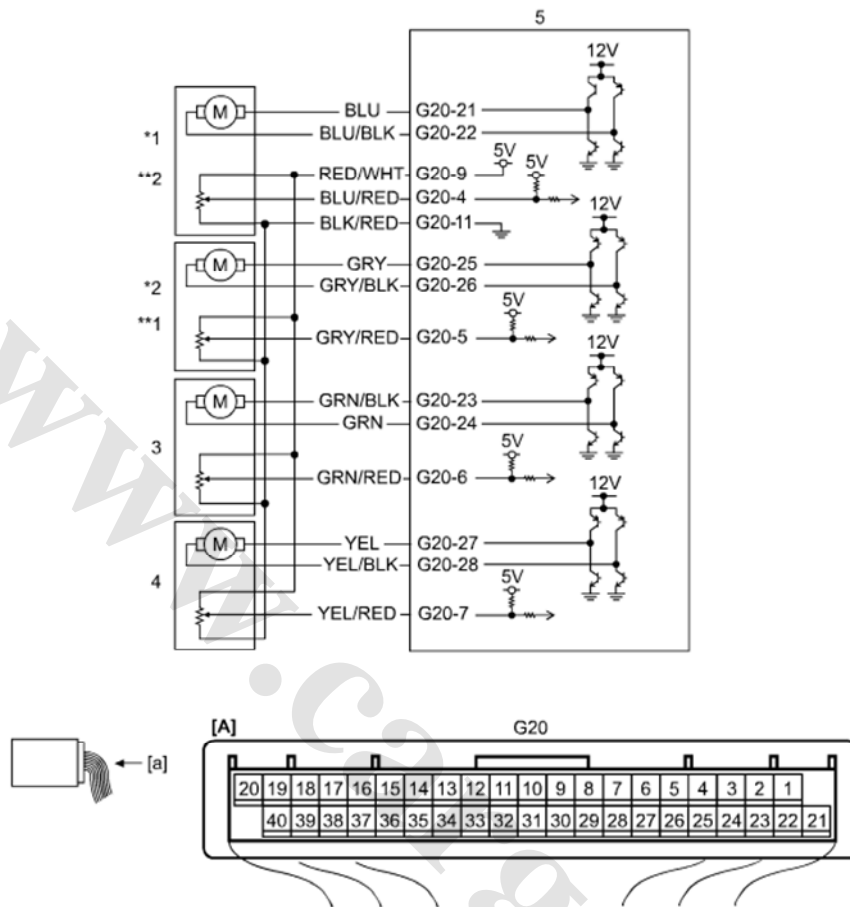 5
12V
M BLU G20-21
*1 BLU/BLK G20-22
**2 RED/WHT G20-9 5V
BLU/RED G20-4 5V
BLK/RED G20-11 12V
M GRY G20-25
*2 GRY/BLK G20-26
**1 5V
GRY/RED G20-5
12V
M GRN/BLK G20-23
GRN G20-24
3 5V
GRN/RED G20-6
12V
M YEL G20-27
YEL/BLK G20-28
4 5V
YEL/RED G20-7
[A] G20
[a]
20 19 18 17 16 15 14 13 12 11 10 9 8 7 6 5 4 3 2 1
40 39 38 37 36 35 34 33 32 31 30 29 28 27 26 25 24 23 22 21